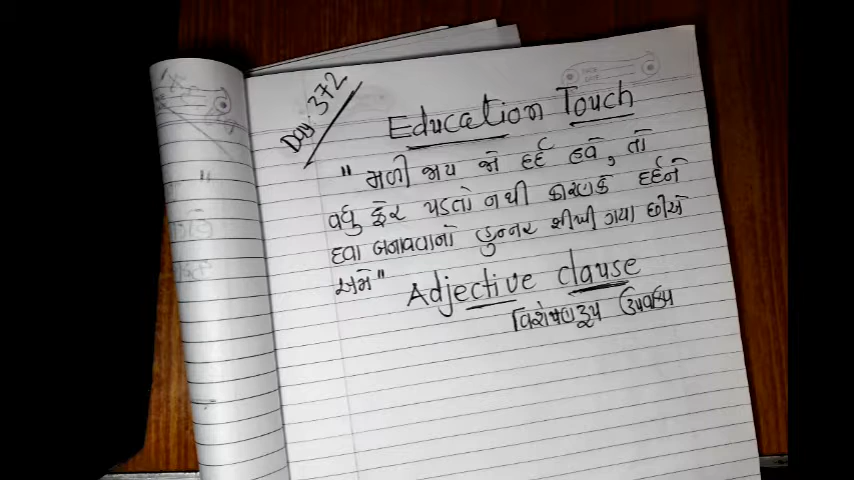 Day: 372
Education Touch
" મળી જાય જો દર્દ હવે, તો
વધુ ફેર પડતો નથી કારણકે દર્દને
દવા બનાવવાનો હુન્નર શીખી ગયા છીએ
અમે"
Adjective clause
વિશેષણરૂપ ઉપવાક્ય